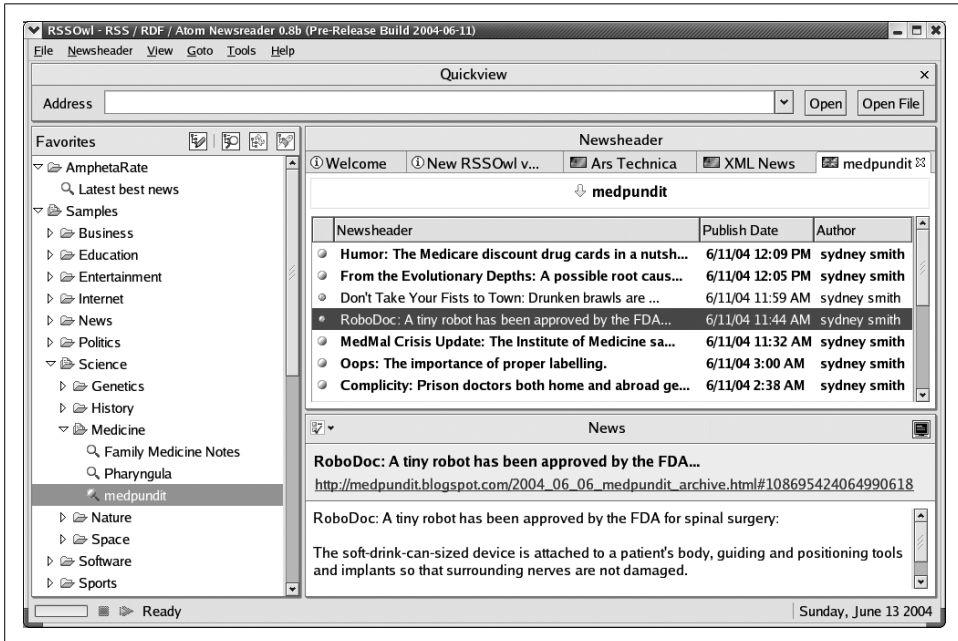 RSSOwl - RSS / RDF / Atom Newsreader 0.8b (Pre-Release Build 2004-06-11)
File Newsheader View Goto Tools Help
Quickview
Address Open Open File
Favorites
AmphetaRate
Latest best news
Samples
Business
Education
Entertainment
Internet
News
Politics
Science
Genetics
History
Medicine
Family Medicine Notes
Pharyngula
medpundit
Nature
Space
Software
Sports
Newsheader
Welcome New RSSOwl v... Ars Technica XML News medpundit
medpundit
Newsheader Publish Date Author
Humor: The Medicare discount drug cards in a nutsh... 6/11/04 12:09 PM sydney smith
From the Evolutionary Depths: A possible root caus... 6/11/04 12:05 PM sydney smith
Don't Take Your Fists to Town: Drunken brawls are ... 6/11/04 11:59 AM sydney smith
RoboDoc: A tiny robot has been approved by the FDA... 6/11/04 11:44 AM sydney smith
MedMal Crisis Update: The Institute of Medicine sa... 6/11/04 11:32 AM sydney smith
Oops: The importance of proper labelling. 6/11/04 3:00 AM sydney smith
Complicity: Prison doctors both home and abroad ge... 6/11/04 2:38 AM sydney smith
News
RoboDoc: A tiny robot has been approved by the FDA...
http://medpundit.blogspot.com/2004_06_06_medpundit_archive.html#108695424064990618
RoboDoc: A tiny robot has been approved by the FDA for spinal surgery:
The soft-drink-can-sized device is attached to a patient's body, guiding and positioning tools
and implants so that surrounding nerves are not damaged.
Ready
Sunday, June 13 2004